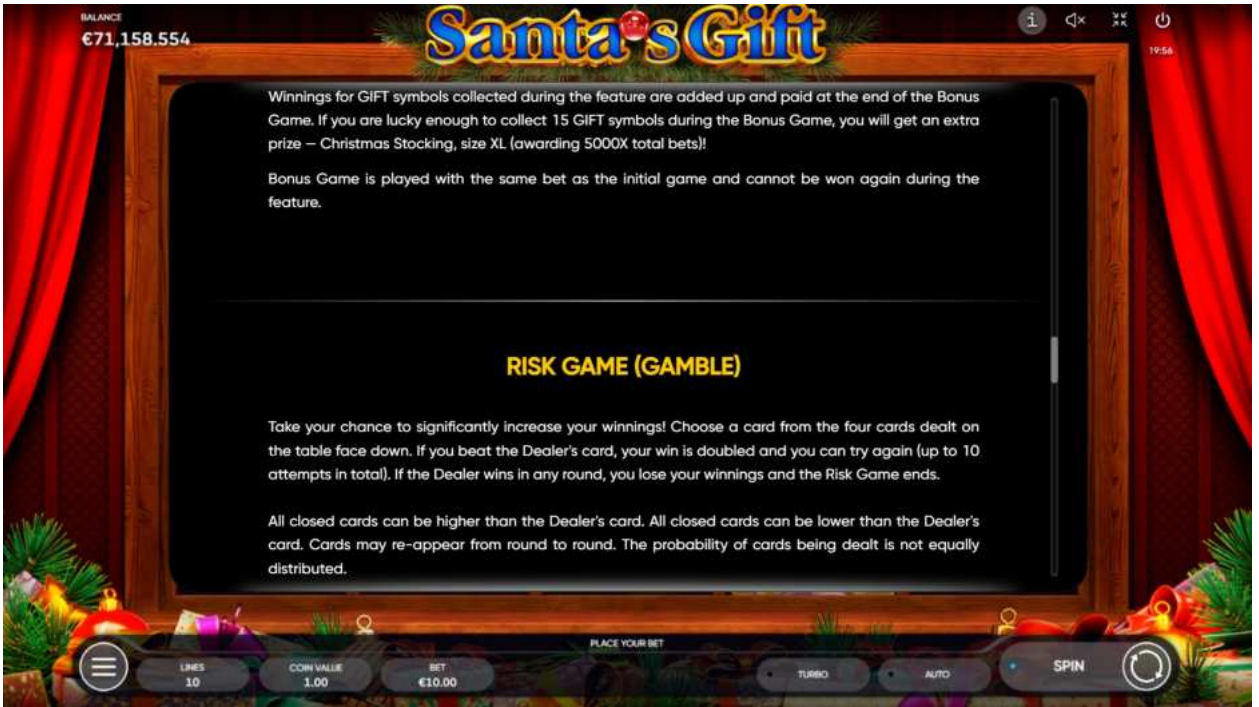 BALANCE
€71,158.554
Santa's Gift
i
19:56
Winnings for GIFT symbols collected during the feature are added up and paid at the end of the Bonus
Game. If you are lucky enough to collect 15 GIFT symbols during the Bonus Game, you will get an extra
prize – Christmas Stocking, size XL (awarding 5000X total bets)!
Bonus Game is played with the same bet as the initial game and cannot be won again during the
feature.
RISK GAME (GAMBLE)
Take your chance to significantly increase your winnings! Choose a card from the four cards dealt on
the table face down. If you beat the Dealer's card, your win is doubled and you can try again (up to 10
attempts in total). If the Dealer wins in any round, you lose your winnings and the Risk Game ends.
All closed cards can be higher than the Dealer's card. All closed cards can be lower than the Dealer's
card. Cards may re-appear from round to round. The probability of cards being dealt is not equally
distributed.
PLACE YOUR BET
LINES
10
COIN VALUE
1.00
BET
€10.00
TURBO
AUTO
SPIN